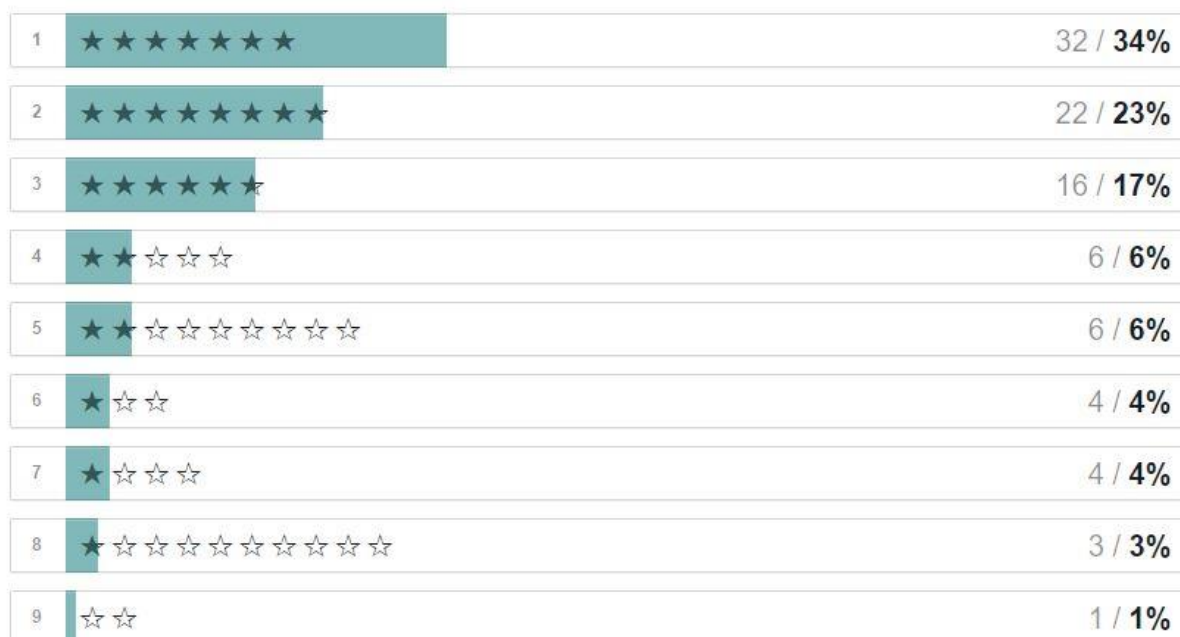 1 ★★★★★★★ 32 / 34%
2 ★★★★★★★★ 22 / 23%
3 ★★★★★★ 16 / 17%
4 ★★☆☆☆ 6 / 6%
5 ★★☆☆☆☆☆☆☆ 6 / 6%
6 ★☆☆ 4 / 4%
7 ★☆☆☆ 4 / 4%
8 ★☆☆☆☆☆☆☆☆☆ 3 / 3%
9 ☆☆ 1 / 1%